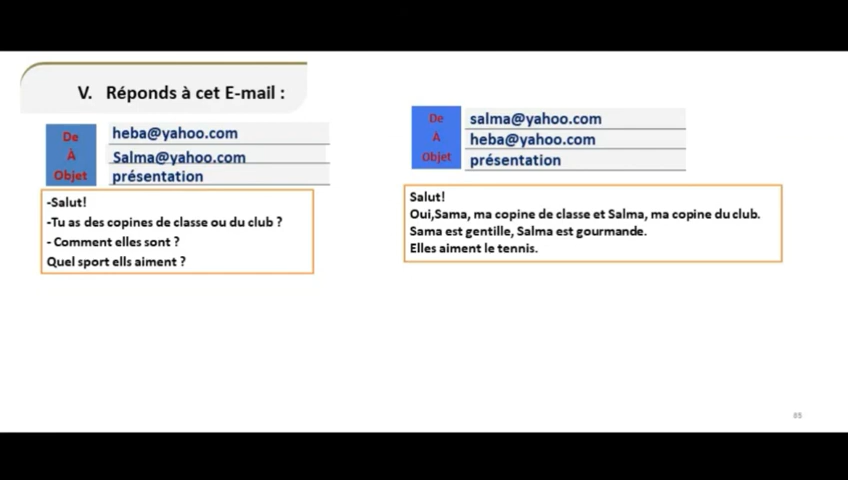 V. Réponds à cet E-mail :
De heba@yahoo.com
À Salma@yahoo.com
Objet présentation
-Salut!
-Tu as des copines de classe ou du club ?
- Comment elles sont ?
Quel sport ells aiment ?
De salma@yahoo.com
A heba@yahoo.com
Objet présentation
Salut!
Oui,Sama, ma copine de classe et Salma, ma copine du club.
Sama est gentille, Salma est gourmande.
Elles aiment le tennis.